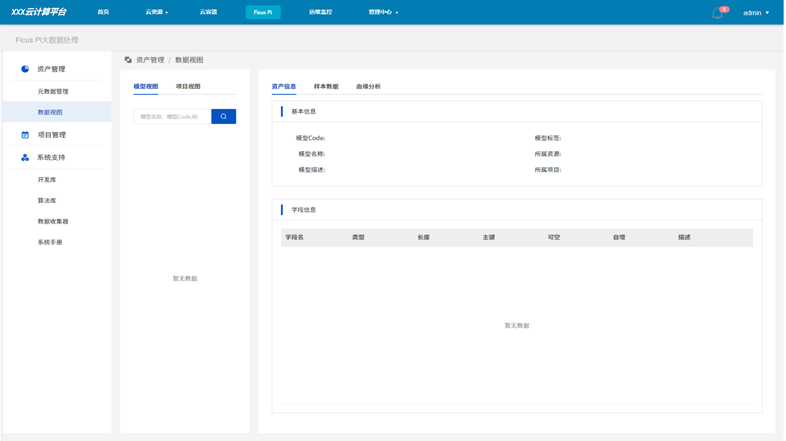 XXX云计算平台
首页
云资源
云容器
Ficus Pi
运维监控
管理中心
5
admin
Ficus Pi大数据处理
资产管理
元数据管理
数据视图
项目管理
系统支持
开发库
算法库
数据收集器
系统手册
资产管理 / 数据视图
模型视图 项目视图
模型名称、模型Code,标
暂无数据
资产信息 样本数据 血缘分析
基本信息
模型Code: 模型标签:
模型名称: 所属资源:
模型描述: 所属项目:
字段信息
字段名 类型 长度 主键 可空 自增 描述
暂无数据